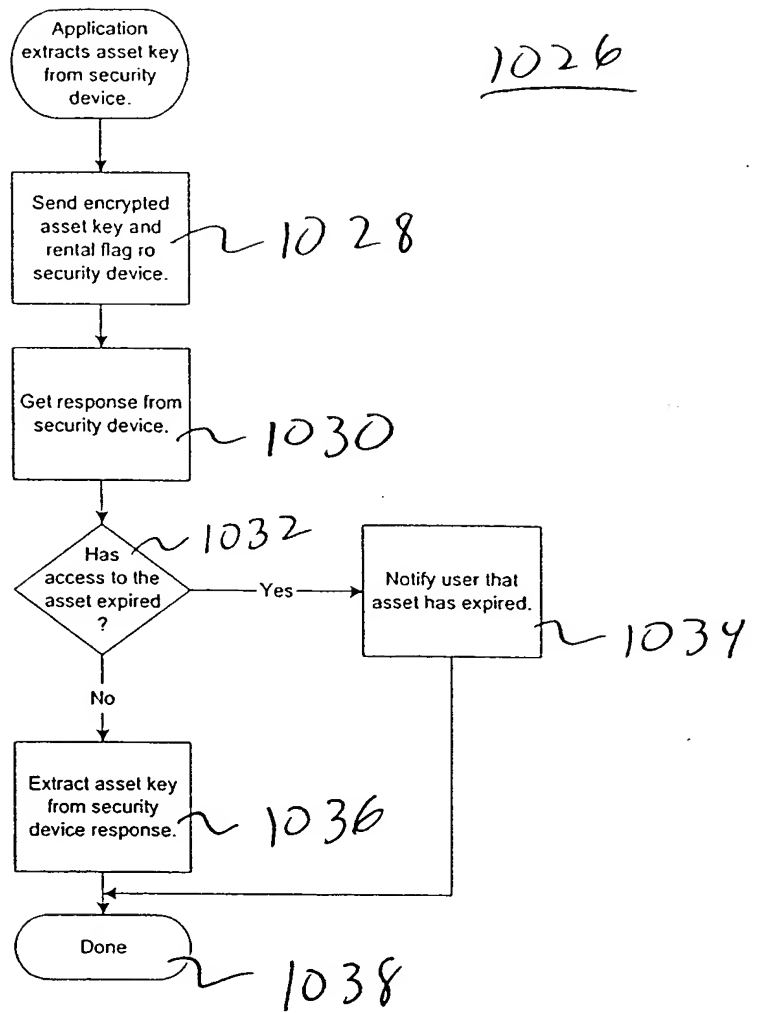 Application
extracts asset key
from security
device.
1026
Send encrypted
asset key and
rental flag ro
security device.
1028
Get response from
security device.
1030
1032
Has
access to the
asset expired
?
Yes
Notify user that
asset has expired.
1034
No
Extract asset key
from security
device response.
1036
Done
1038